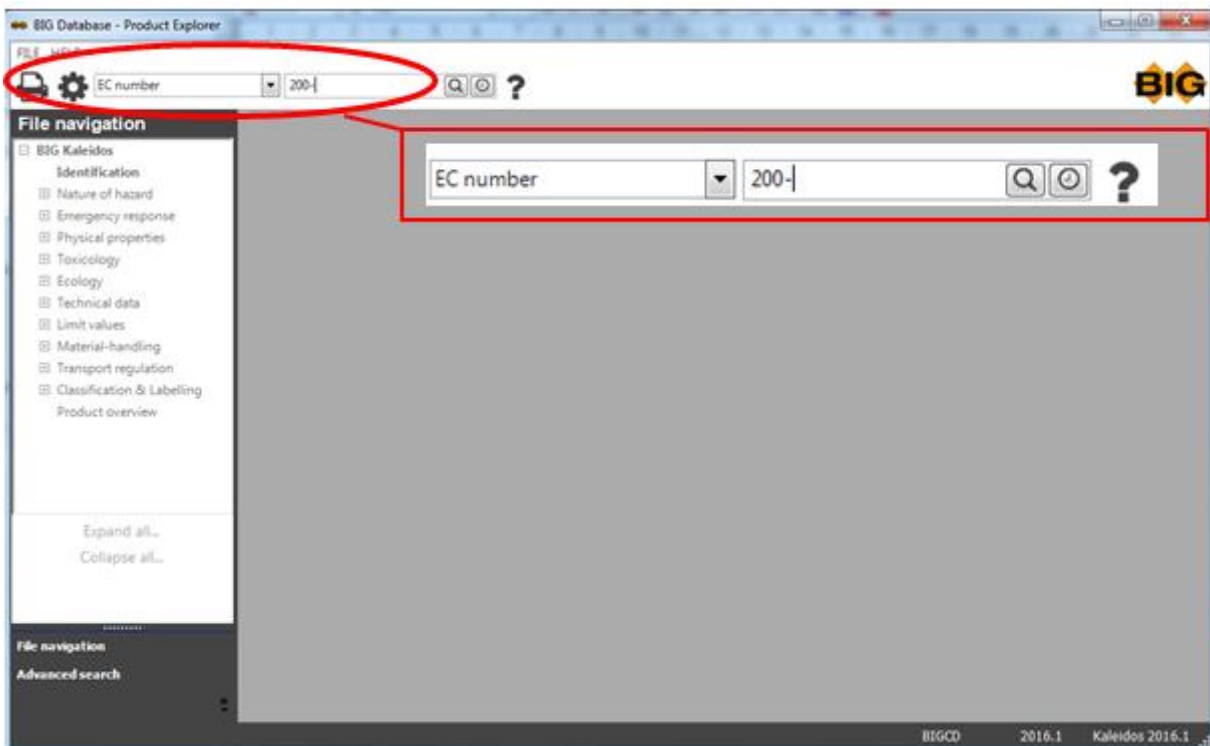 BIG Database - Product Explorer
FILE HELP
EC number 200- ?
BIG
File navigation
BIG Kaleidos
Identification
Nature of hazard
Emergency response
Physical properties
Toxicology
Ecology
Technical data
Limit values
Material-handling
Transport regulation
Classification & Labelling
Product overview
EC number 200- ?
Expand all...
Collapse all...
File navigation
Advanced search
BIGCD 2016.1 Kaleidos 2016.1